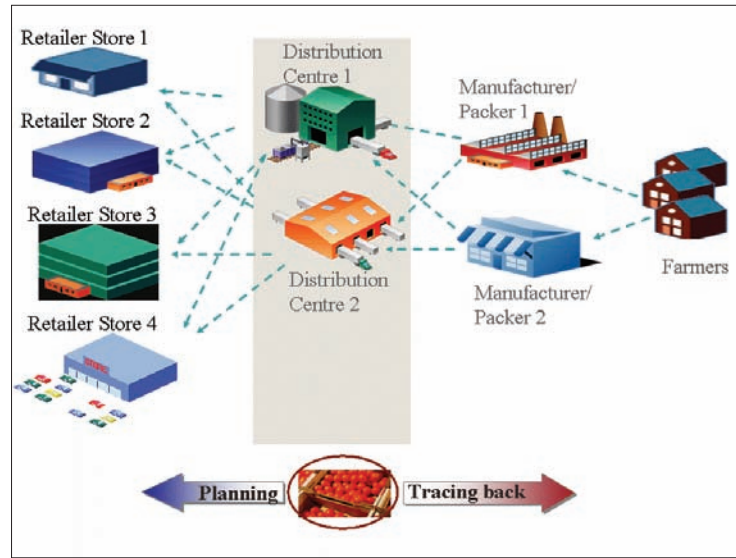 Retailer Store 1
Retailer Store 2
Retailer Store 3
Retailer Store 4
Distribution
Centre 1
Distribution
Centre 2
Manufacturer/
Packer 1
Manufacturer/
Packer 2
Farmers
Planning
Tracing back